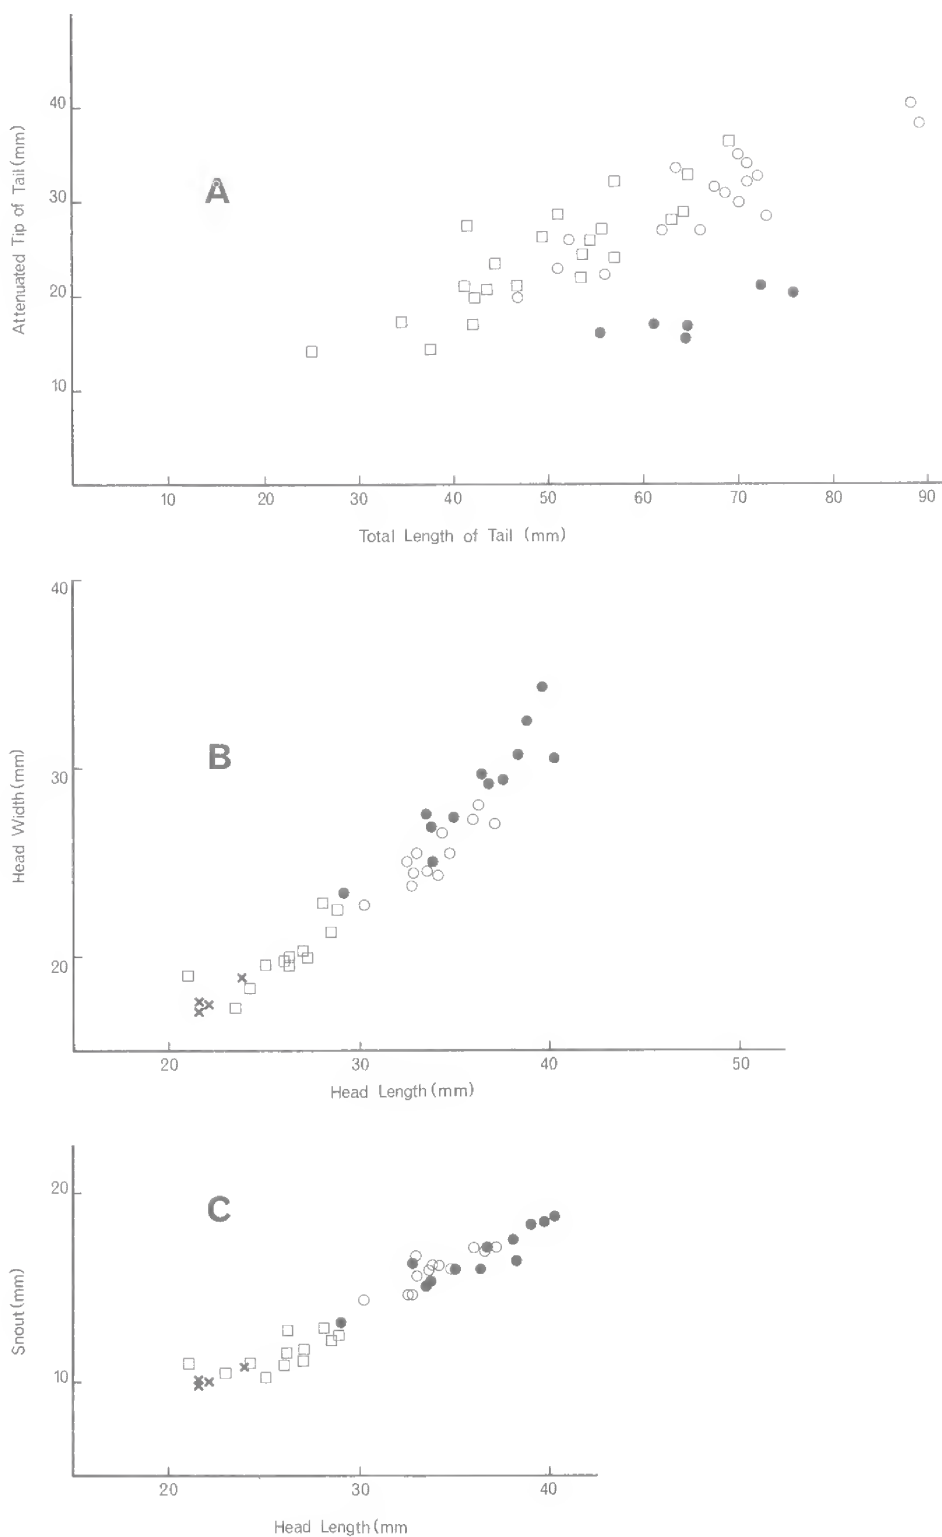 40
30
20
10
Attenuated Tip of Tail (mm)
A
10 20 30 40 50 60 70 80 90
Total Length of Tail (mm)
40
30
20
Head Width (mm)
B
20 30 40 50
Head Length (mm)
20
10
Snout (mm)
C
20 30 40
Head Length (mm